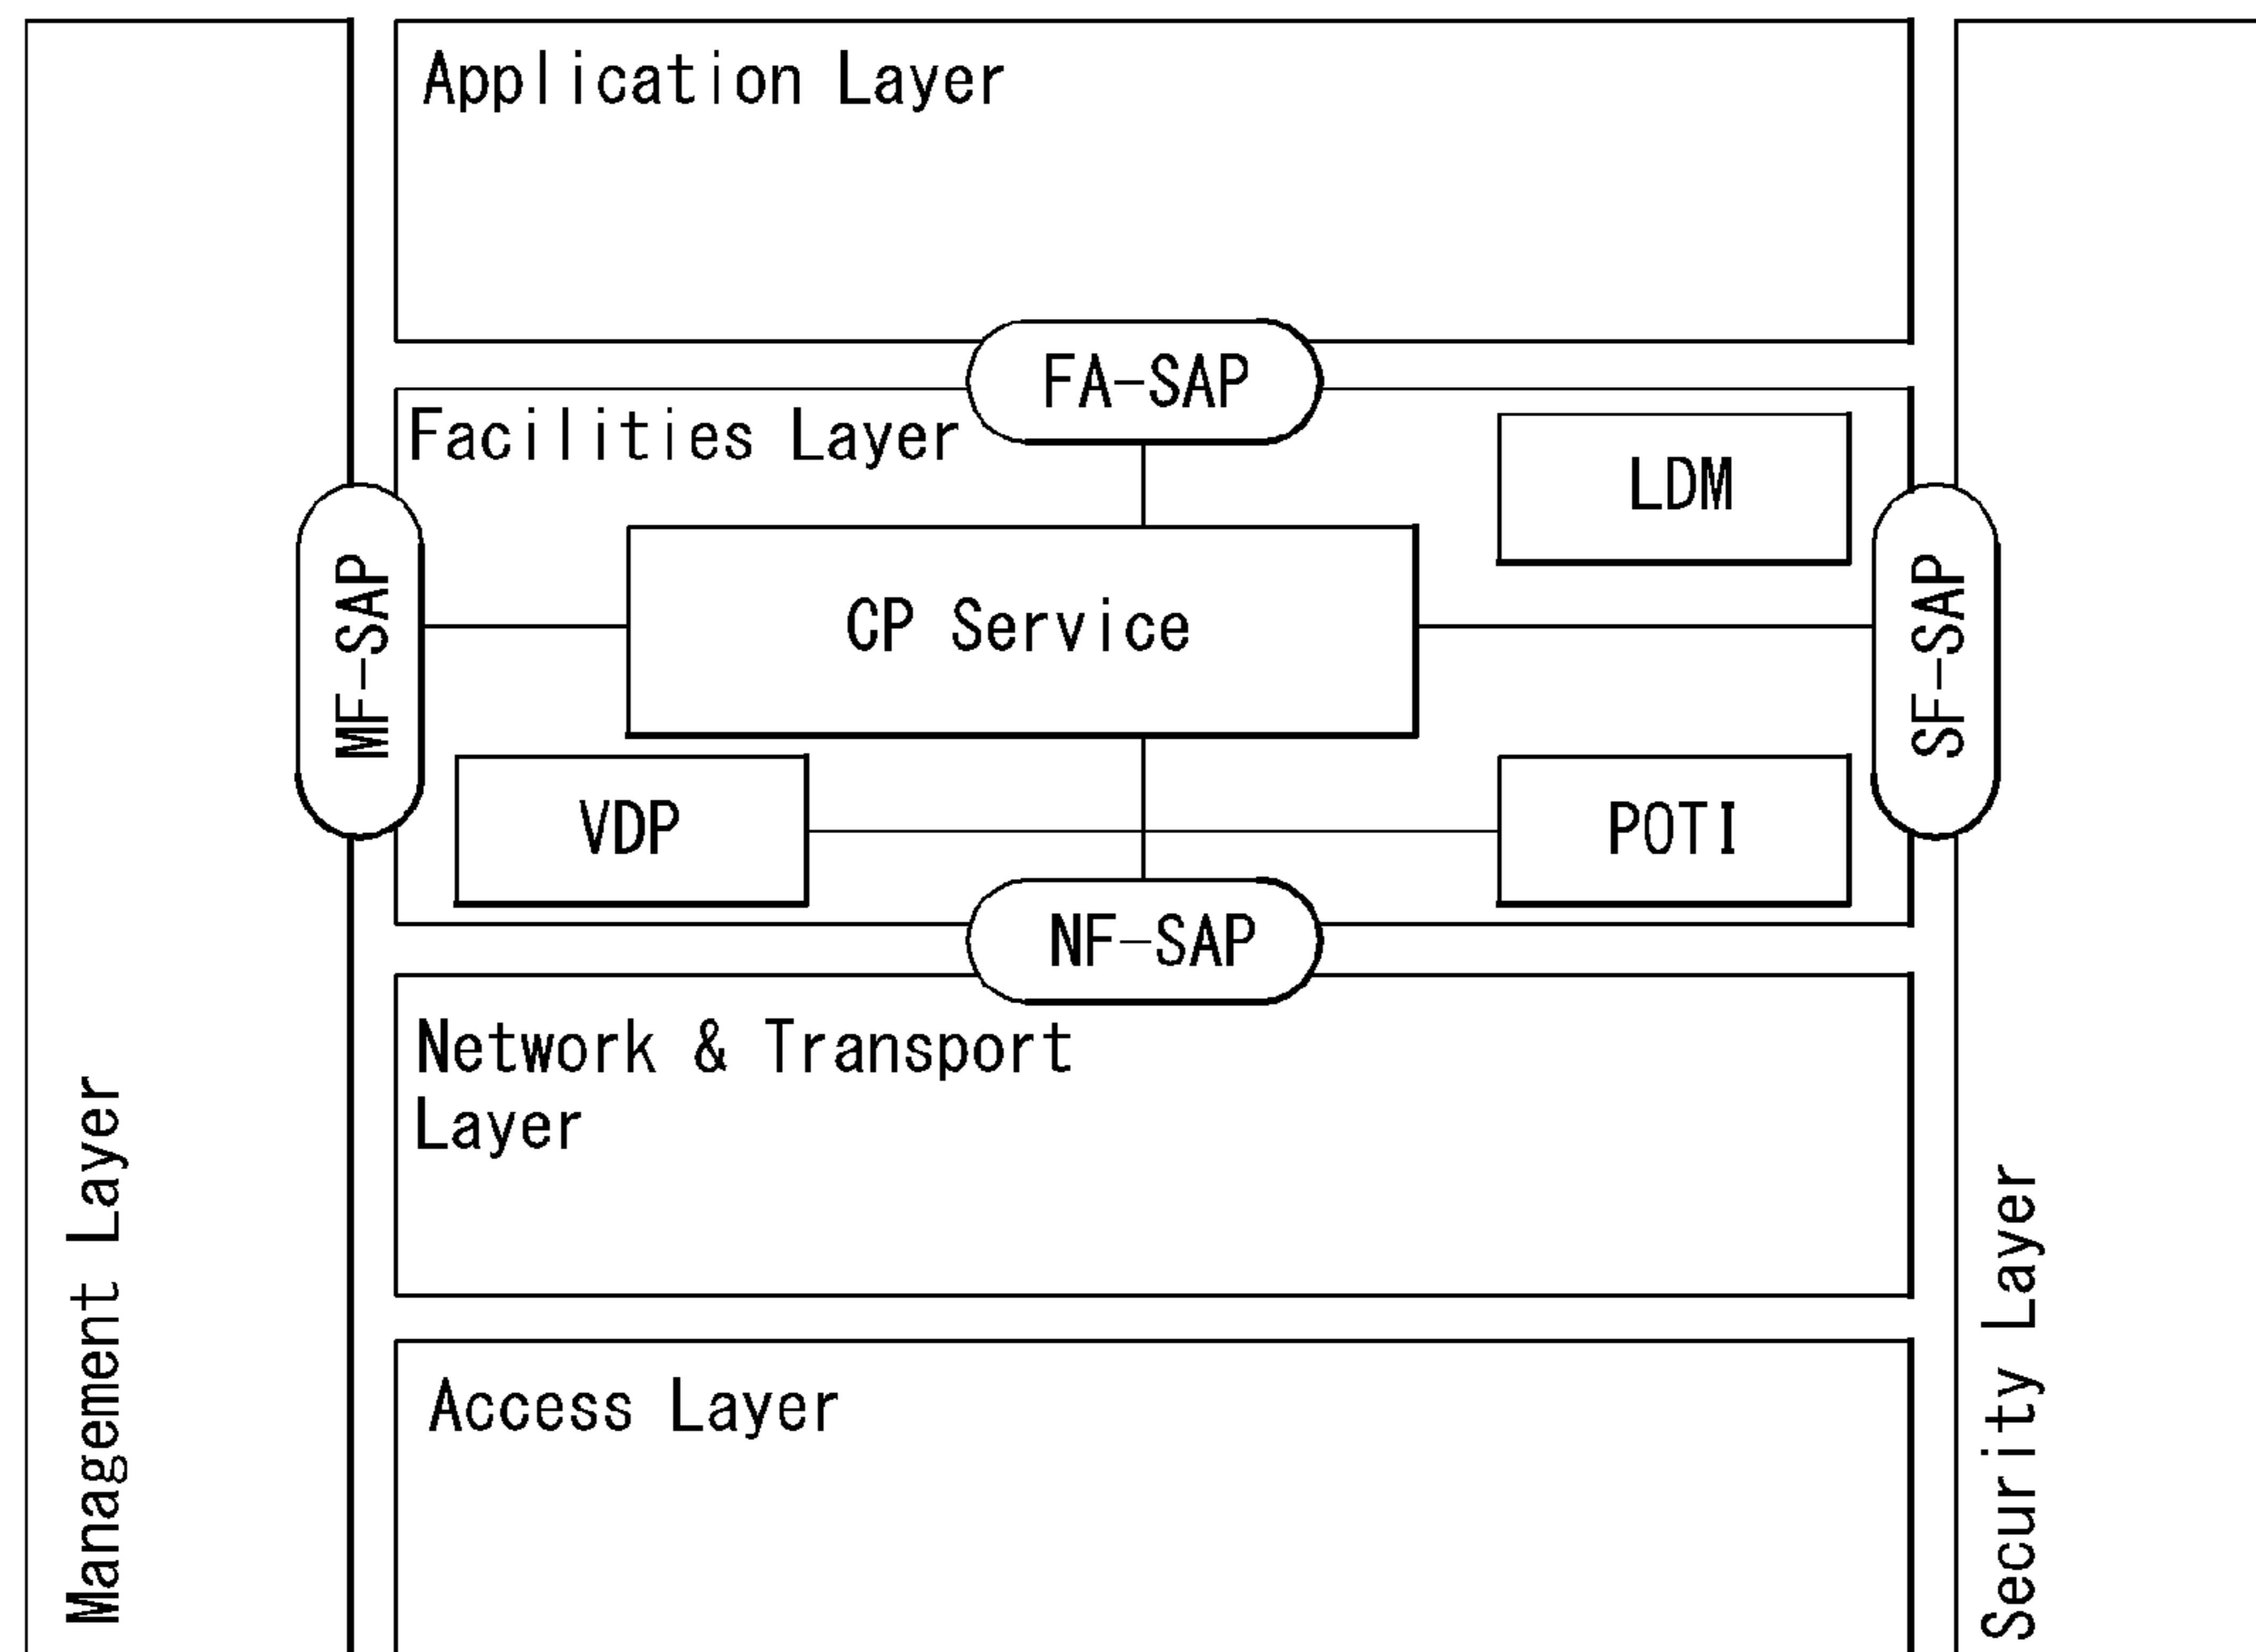 Application Layer
FA-SAP
Facilities Layer
LDM
MF-SAP
CP Service
SF-SAP
VDP
POTI
NF-SAP
Network & Transport
Layer
Management Layer
Security Layer
Access Layer